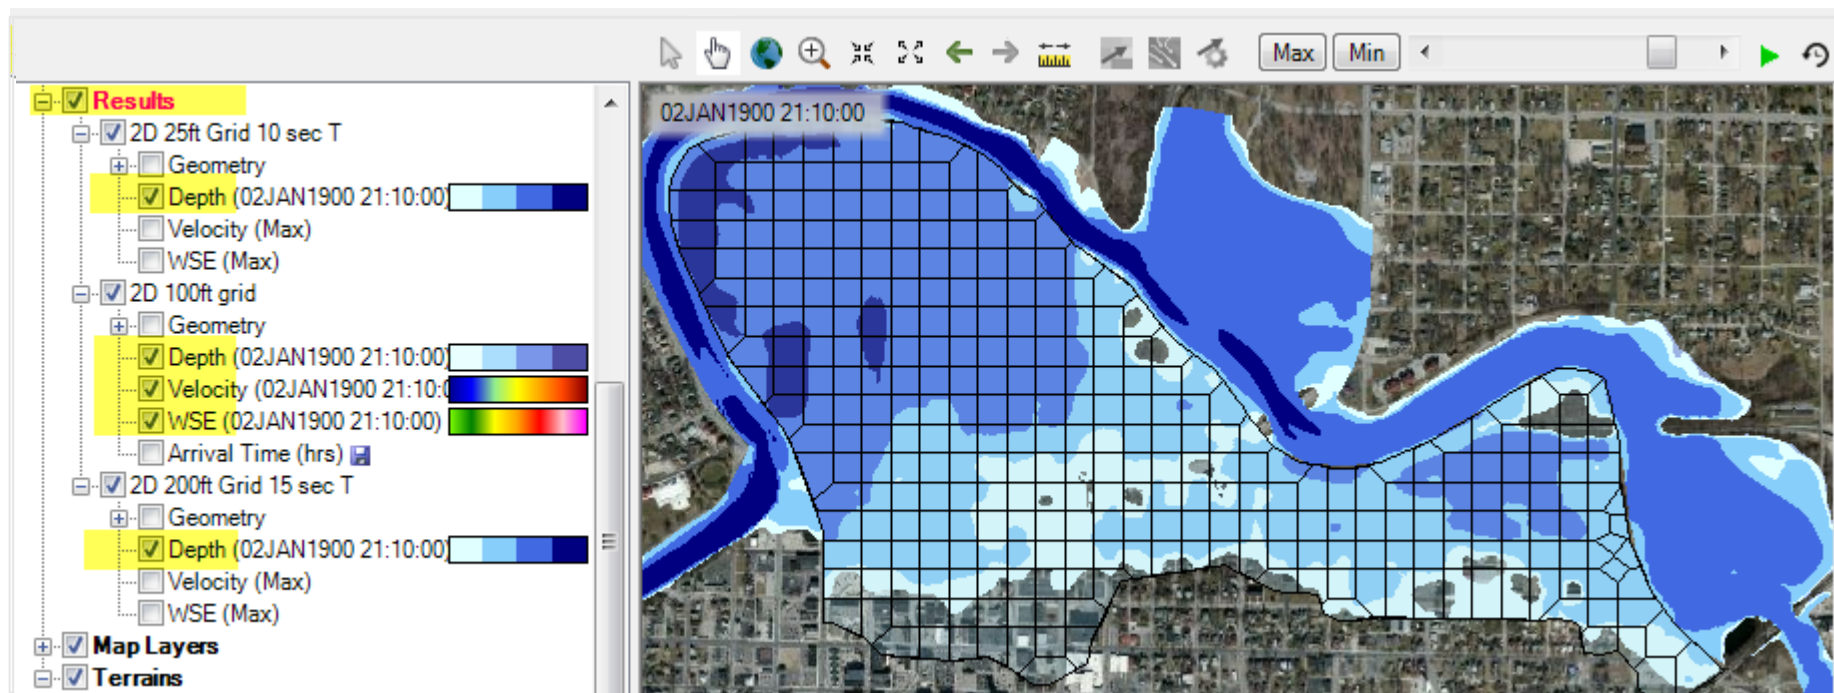 Max Min
Results
2D 25ft Grid 10 sec T
Geometry
Depth (02JAN1900 21:10:00)
Velocity (Max)
WSE (Max)
2D 100ft grid
Geometry
Depth (02JAN1900 21:10:00)
Velocity (02JAN1900 21:10:0
WSE (02JAN1900 21:10:00)
Arrival Time (hrs)
2D 200ft Grid 15 sec T
Geometry
Depth (02JAN1900 21:10:00)
Velocity (Max)
WSE (Max)
Map Layers
Terrains
02JAN1900 21:10:00